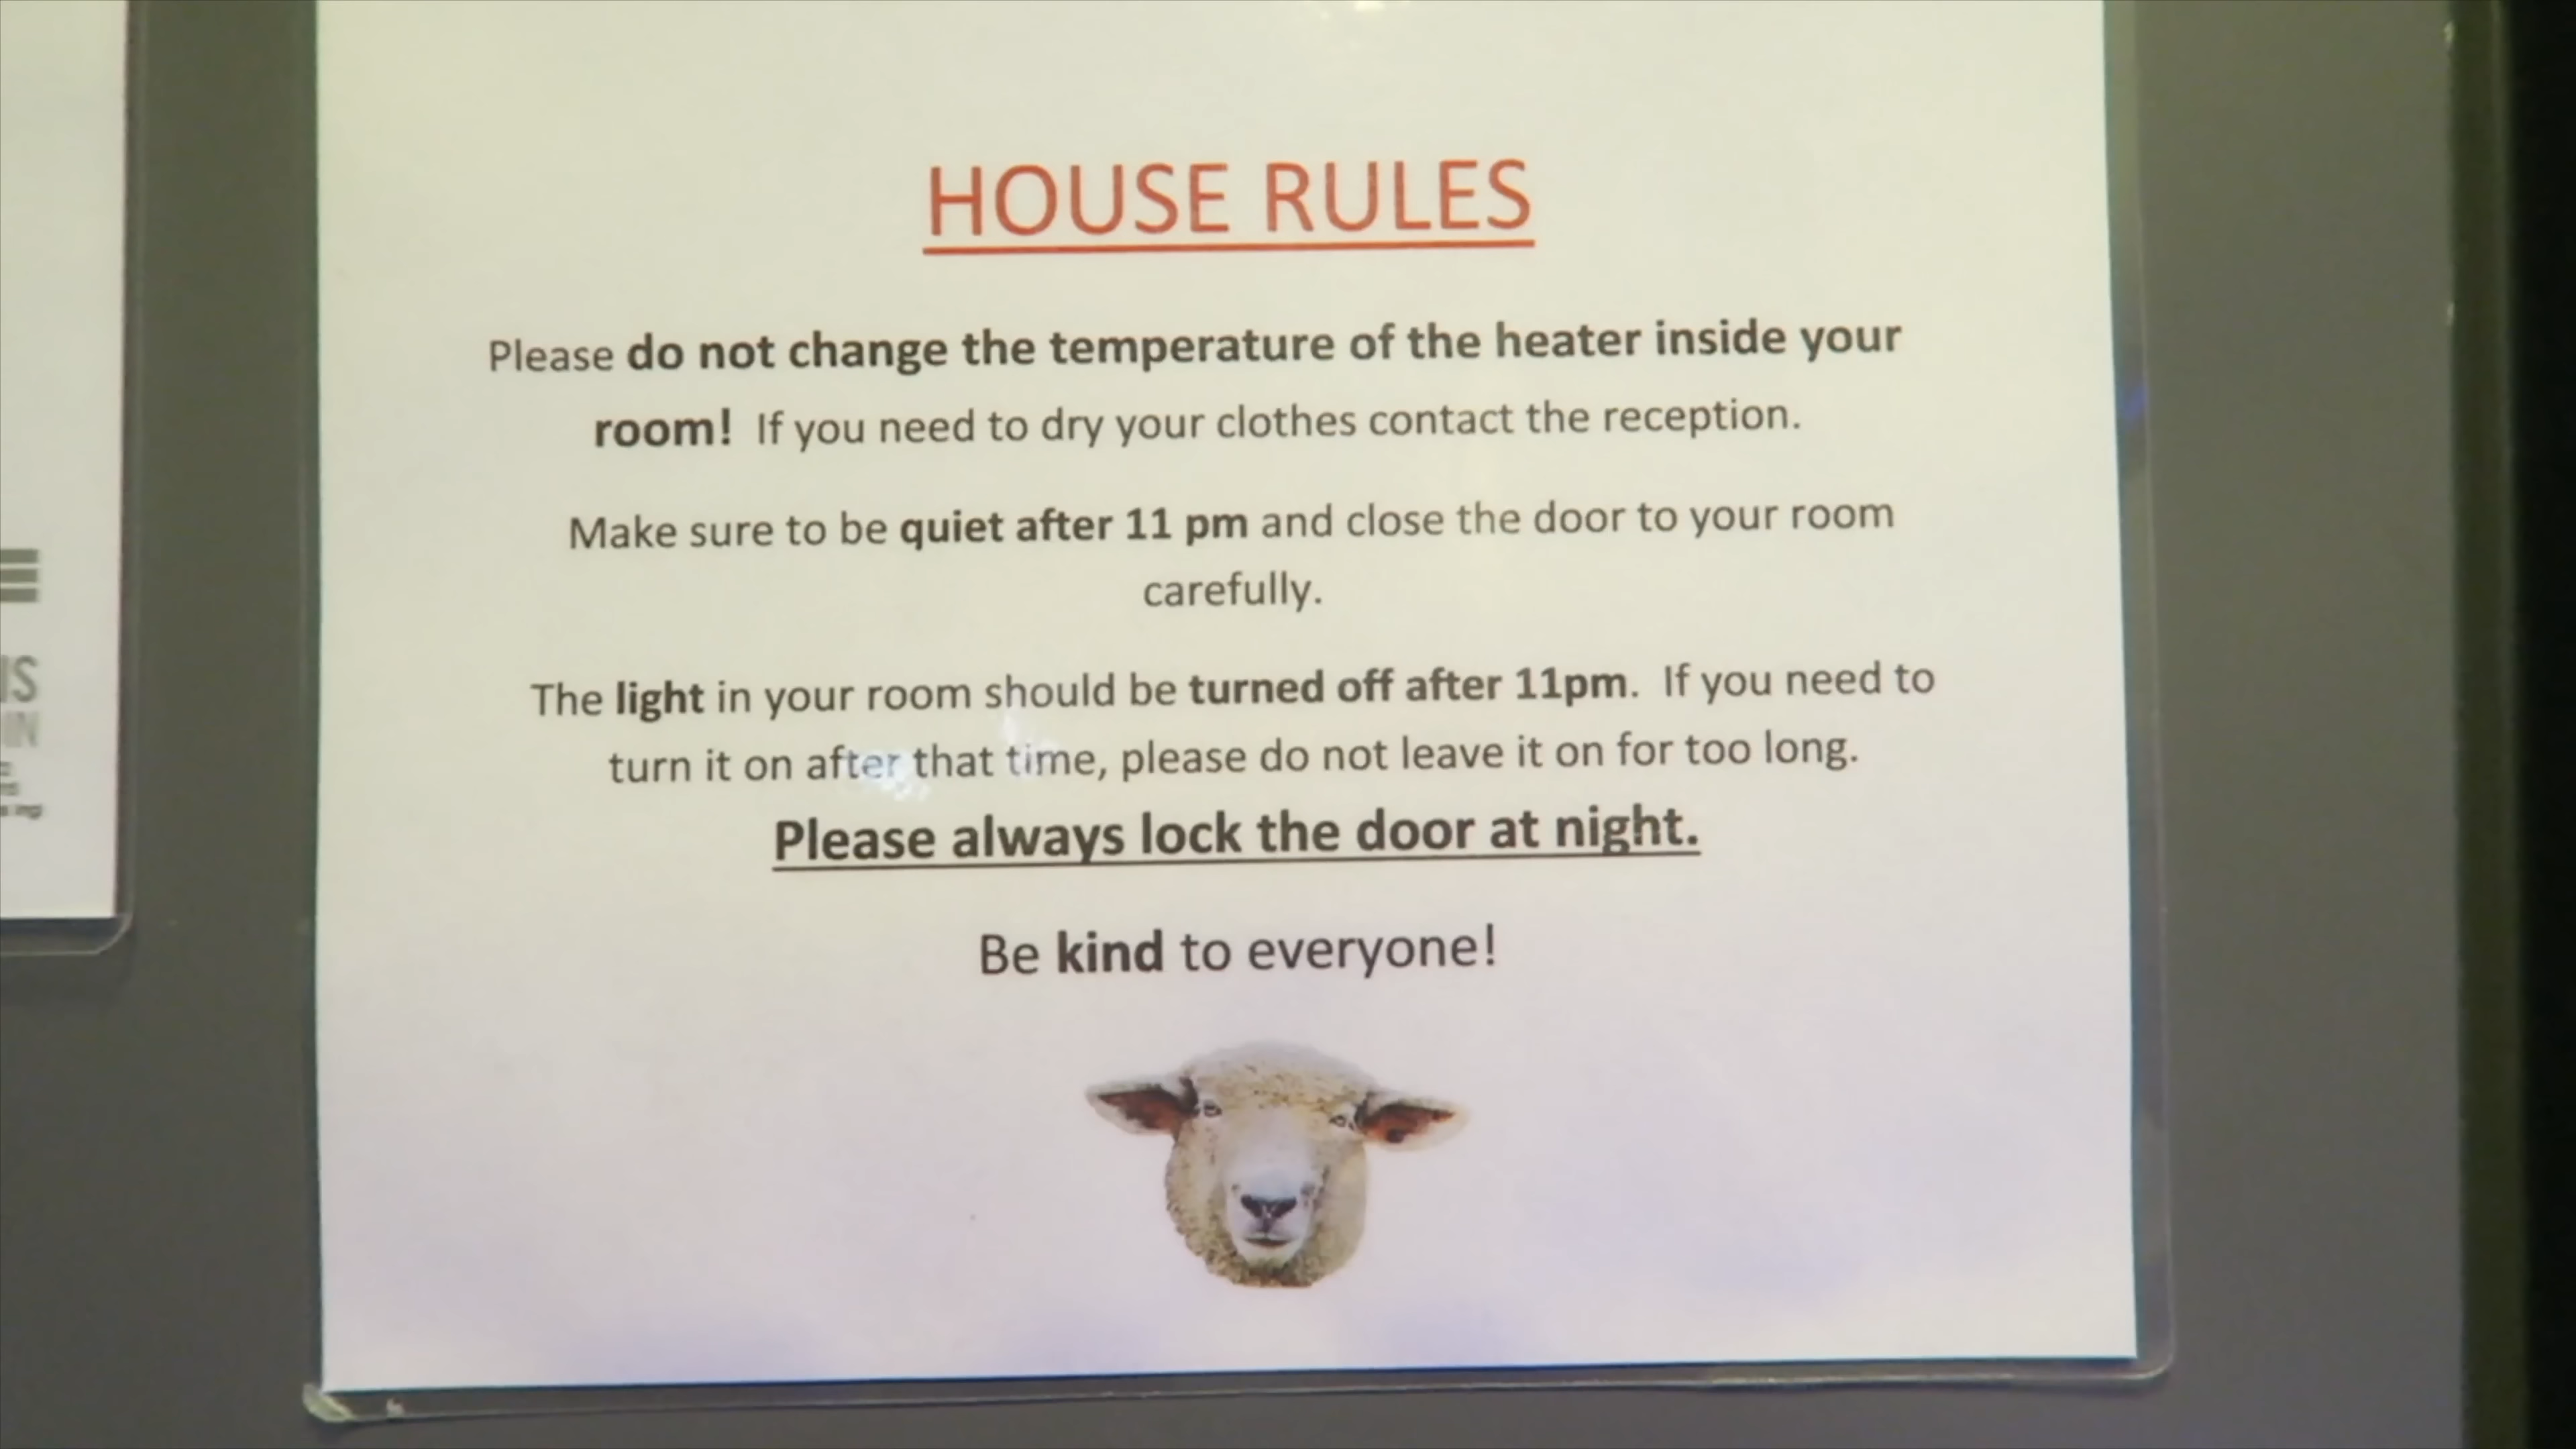 HOUSE RULES
Please do not change the temperature of the heater inside your
room! If you need to dry your clothes contact the reception.
Make sure to be quiet after 11 pm and close the door to your room
carefully.
The light in your room should be turned off after 11pm. If you need to
turn it on after that time, please do not leave it on for too long.
Please always lock the door at night.
Be kind to everyone!
IS
IN